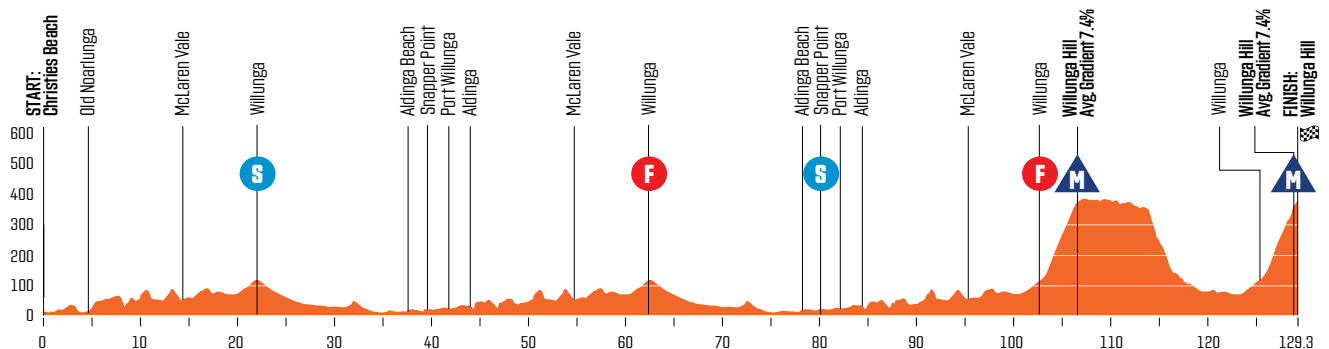 START:
Christies Beach
Old Noarlunga
McLaren Vale
Willunga
Aldinga Beach
Snapper Point
Port Willunga
Aldinga
McLaren Vale
Willunga
Aldinga Beach
Snapper Point
Port Willunga
Aldinga
McLaren Vale
Willunga
Willunga Hill
Avg. Gradient 7.4%
Willunga
Willunga Hill
Avg. Gradient 7.4%
FINISH:
Willunga Hill
600
500
400
300
200
100
0
S
F
S
F
M
M
0
10
20
30
40
50
60
70
80
90
100
110
120
129.3